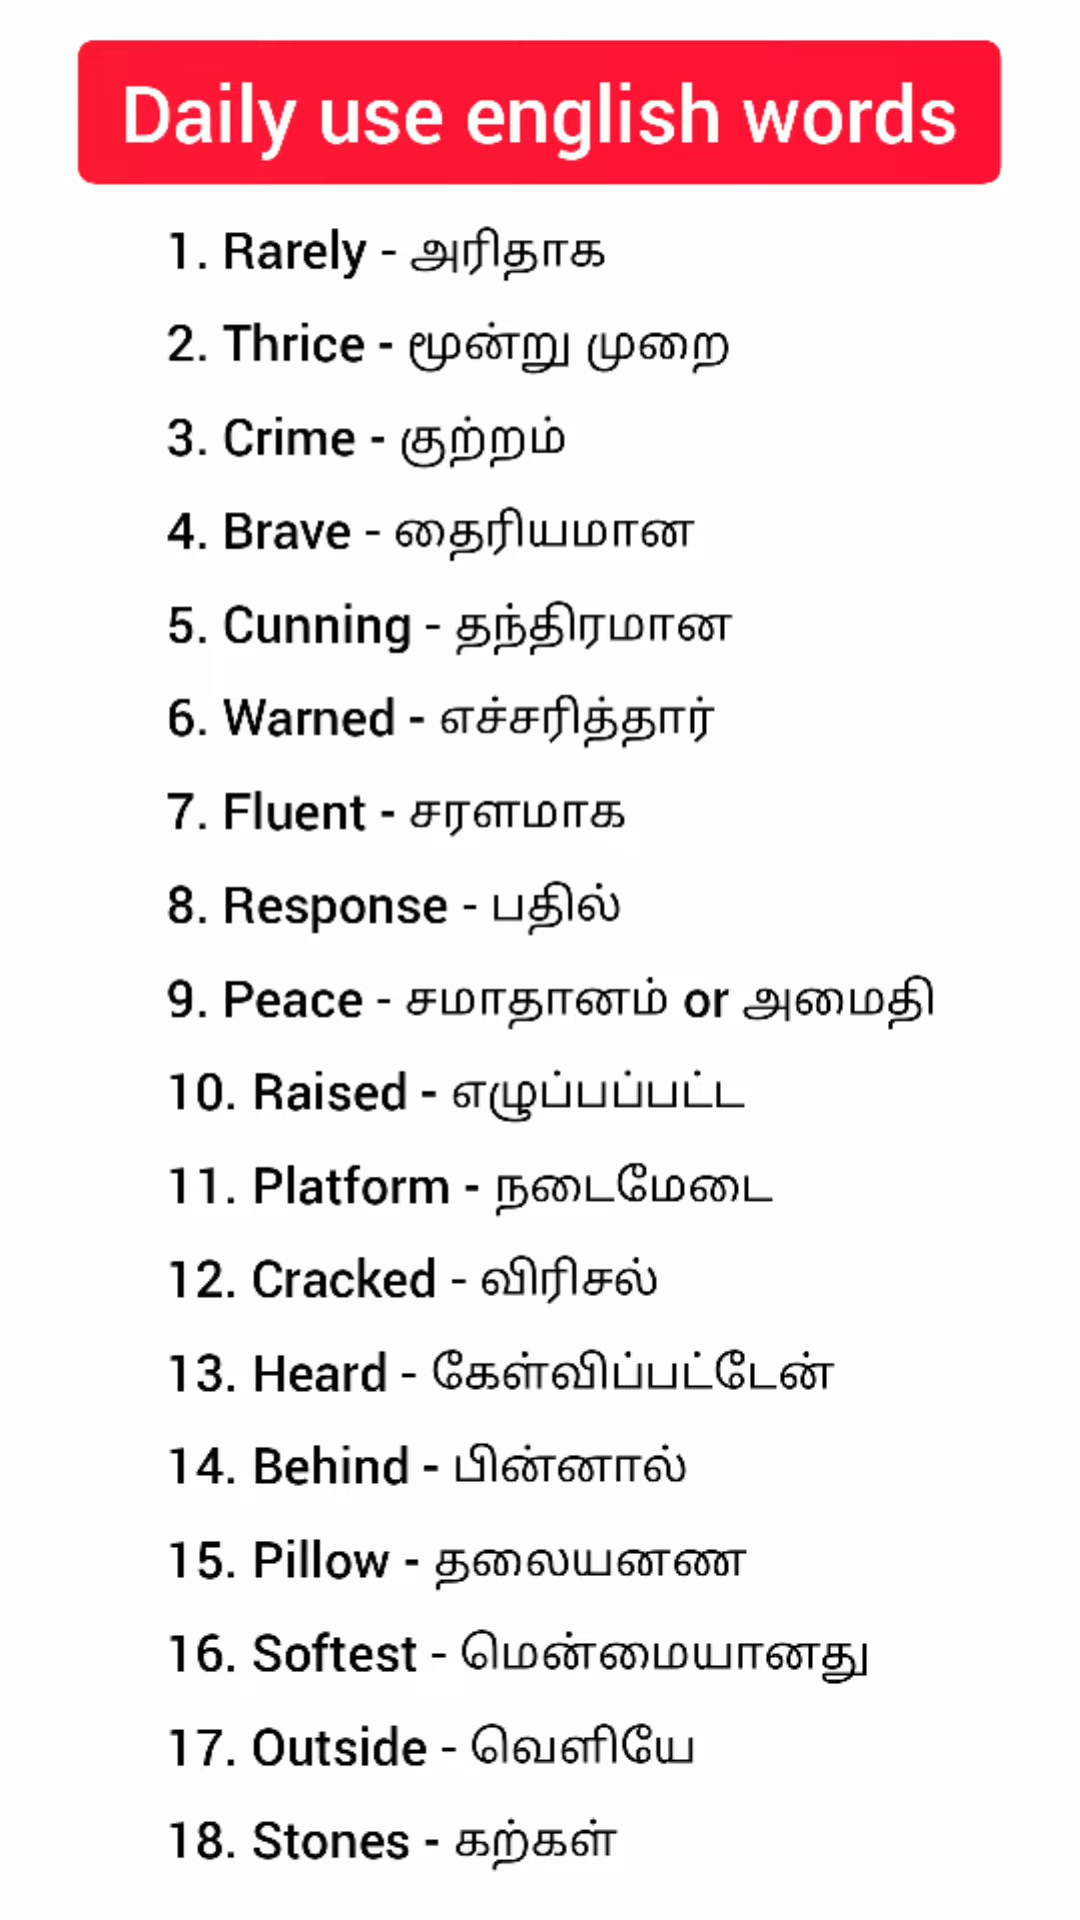 Daily use english words
1. Rarely - அரிதாக
2. Thrice - மூன்று முறை
3. Crime - குற்றம்
4. Brave - தைரியமான
5. Cunning - தந்திரமான
6. Warned - எச்சரித்தார்
7. Fluent - சரளமாக
8. Response - பதில்
9. Peace - சமாதானம் or அமைதி
10. Raised - எழுப்பப்பட்ட
11. Platform - நடைமேடை
12. Cracked - விரிசல்
13. Heard - கேள்விப்பட்டேன்
14. Behind - பின்னால்
15. Pillow - தலையனண
16. Softest - மென்மையானது
17. Outside - வெளியே
18. Stones - கற்கள்